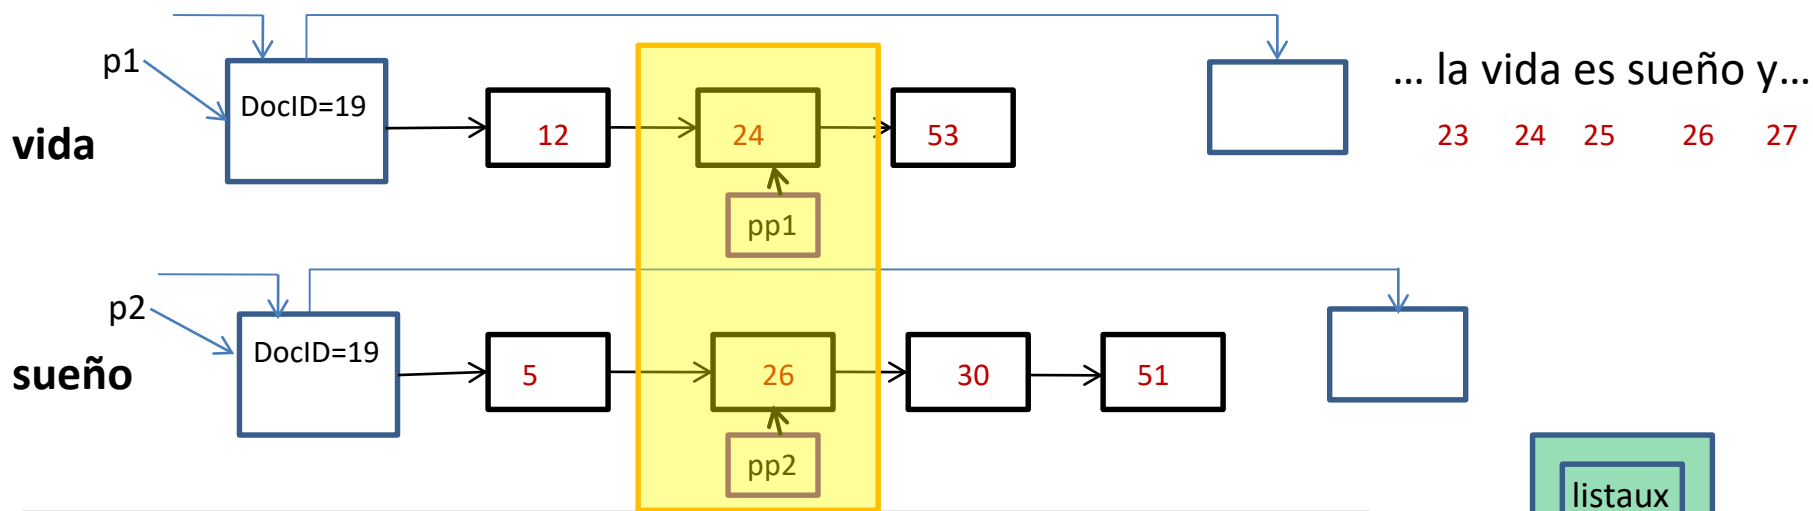 p1
DocID=19
vida
12
24
53
pp1
… la vida es sueño y…
23 24 25 26 27
p2
DocID=19
sueño
5
26
30
51
pp2
listaux